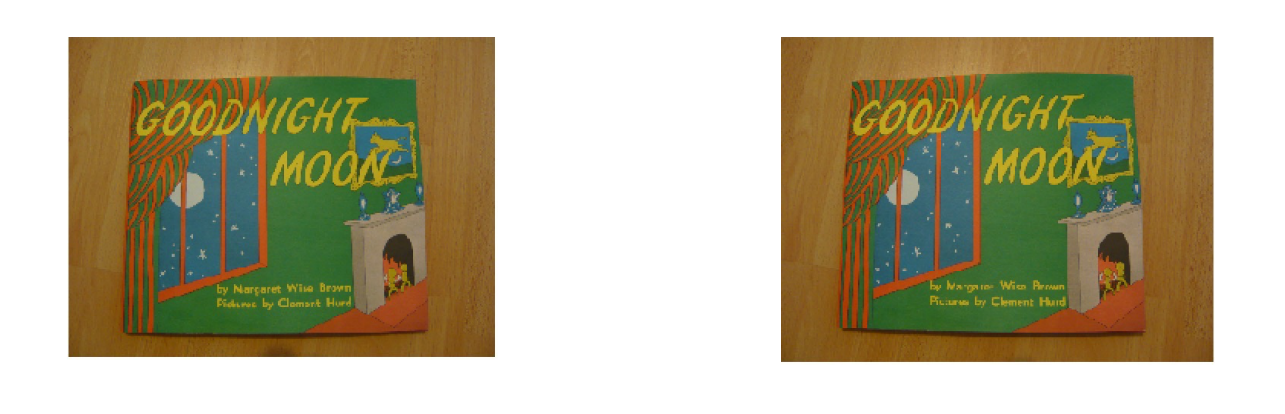 GOODNIGHT
MOON
by Margaret Wise Brown
Pictures by Clement Hurd
GOODNIGHT
MOON
by Margaret Wise Brown
Pictures by Clement Hurd